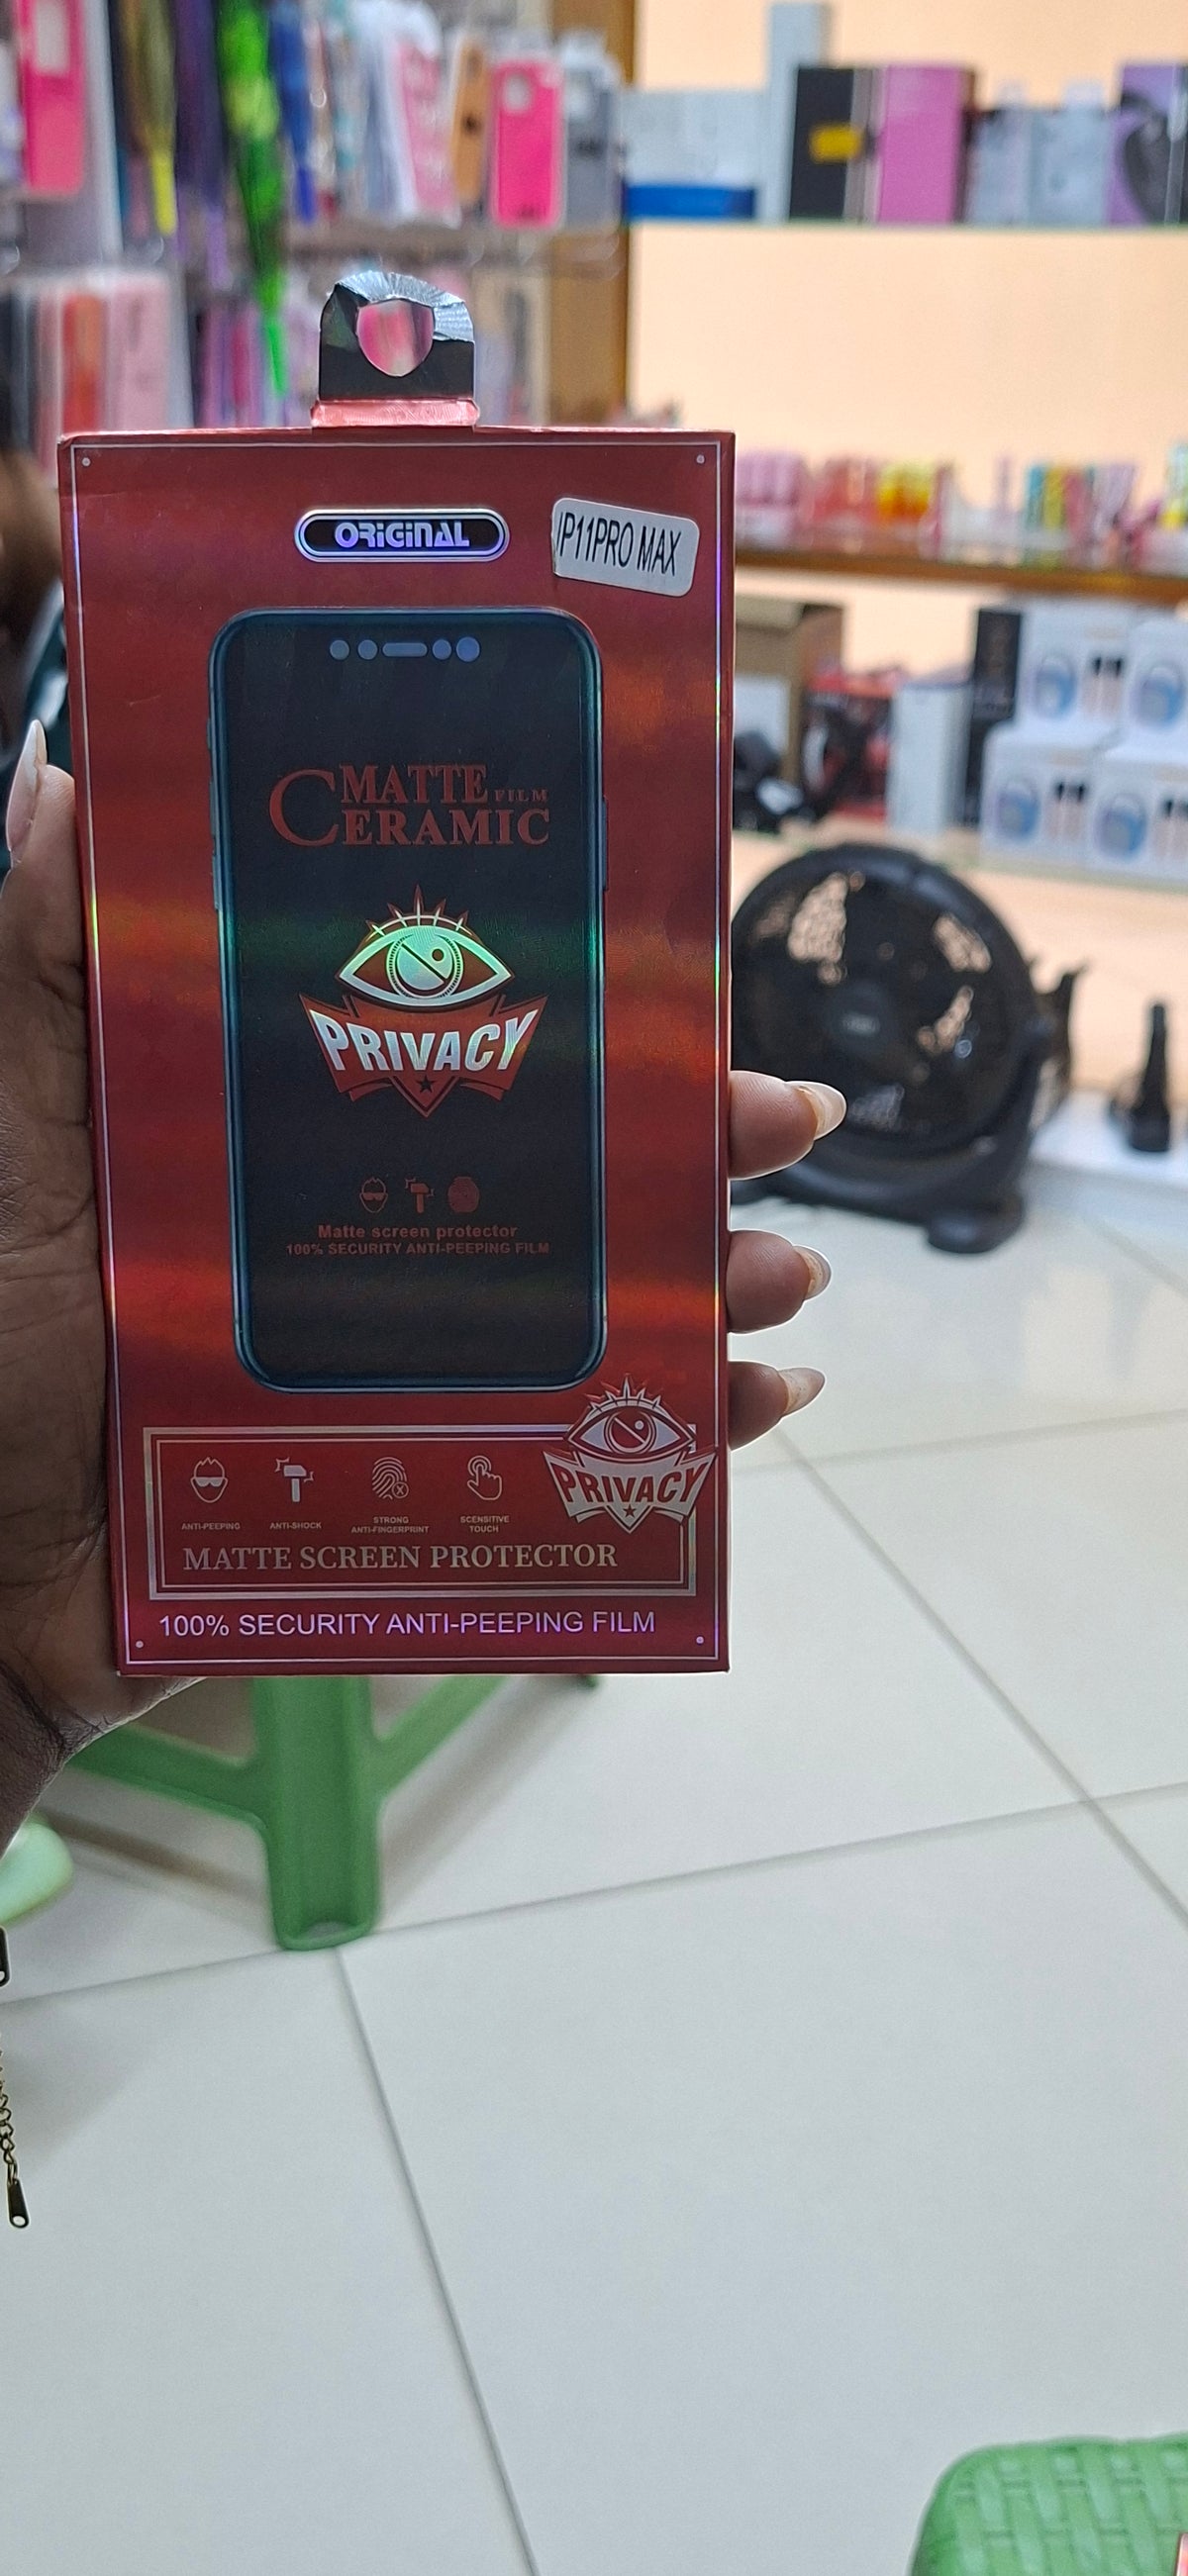 ORIGINAL
IP11PRO MAX
MATTE FILM
CERAMIC
PRIVACY
Matte screen protector
100% SECURITY ANTI-PEEPING FILM
ANTI-PEEPING
ANTI-SHOCK
STRONG
ANTI-FINGERPRINT
SCENSITIVE
TOUCH
PRIVACY
MATTE SCREEN PROTECTOR
100% SECURITY ANTI-PEEPING FILM